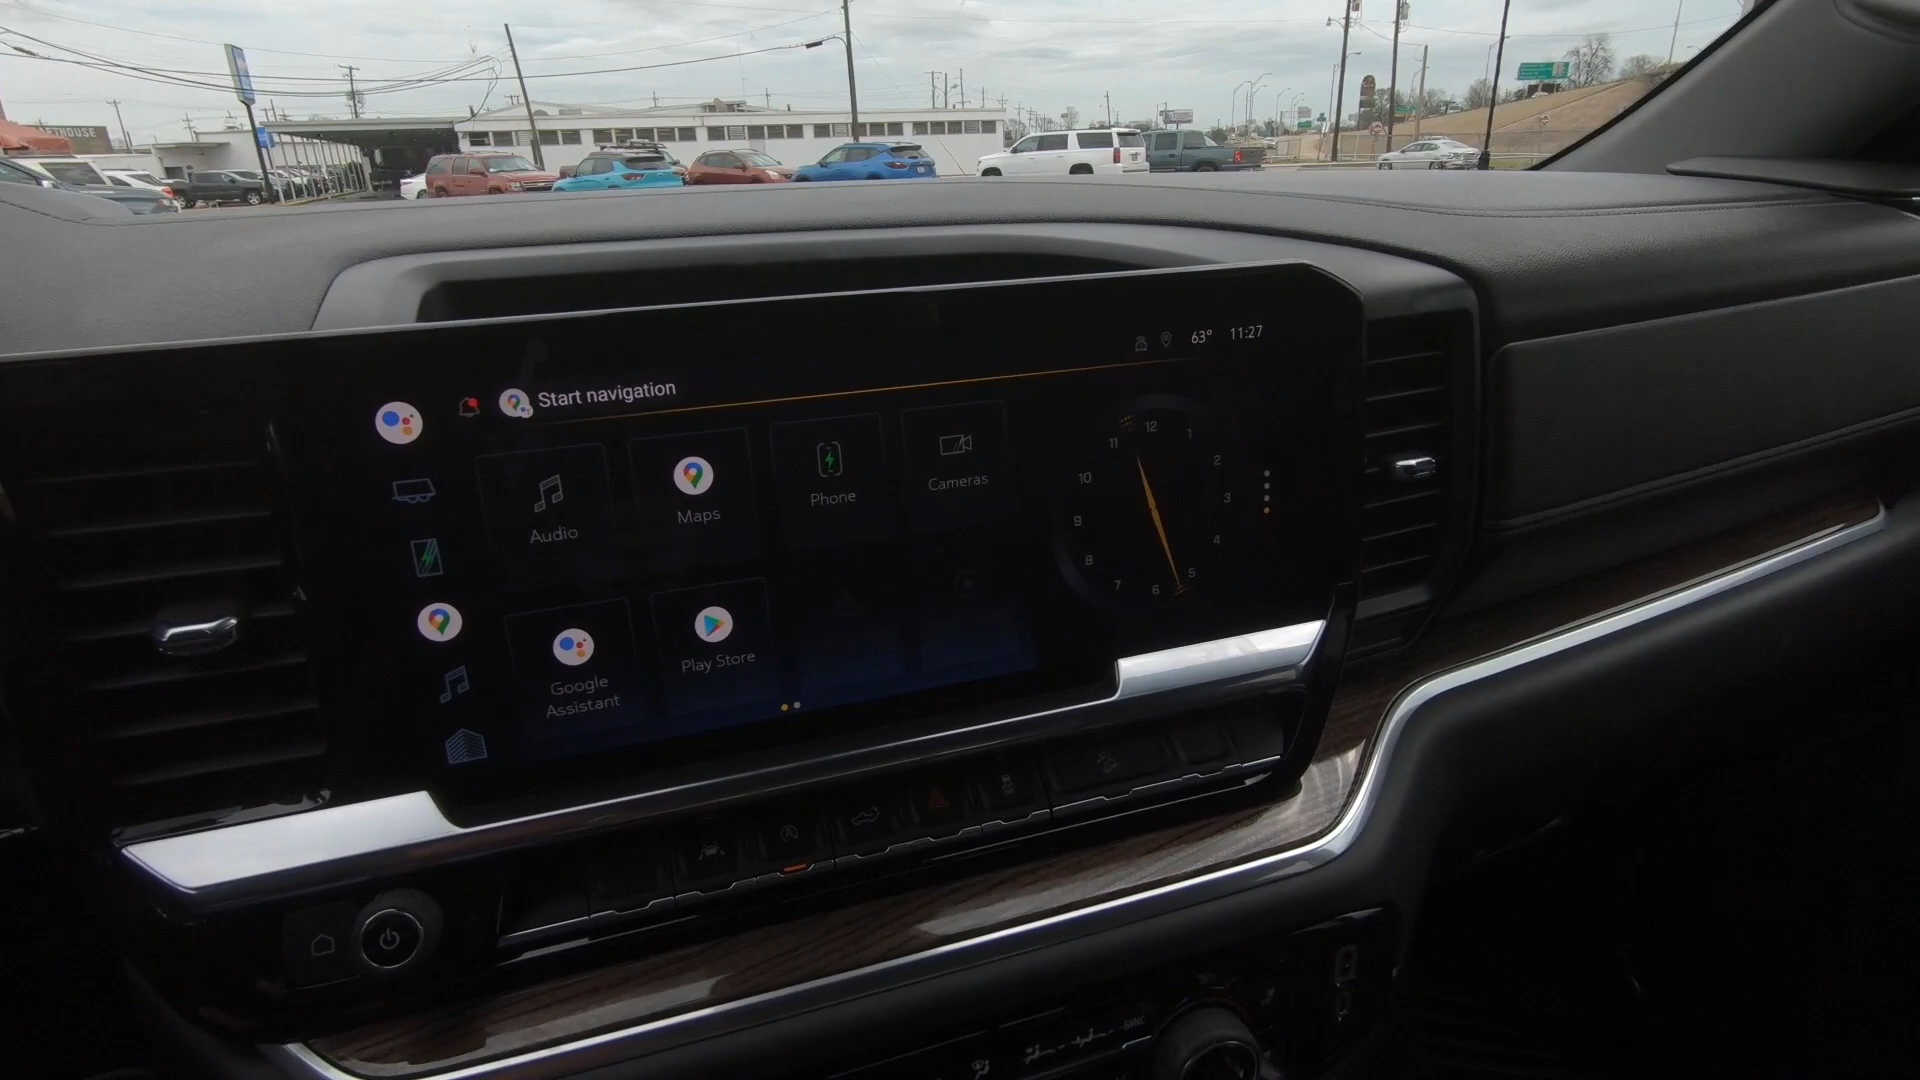 63° 11:27
Start navigation
Audio
Maps
Phone
Cameras
Google
Assistant
Play Store
12
1
2
3
4
5
6
7
8
9
10
11
SYNC